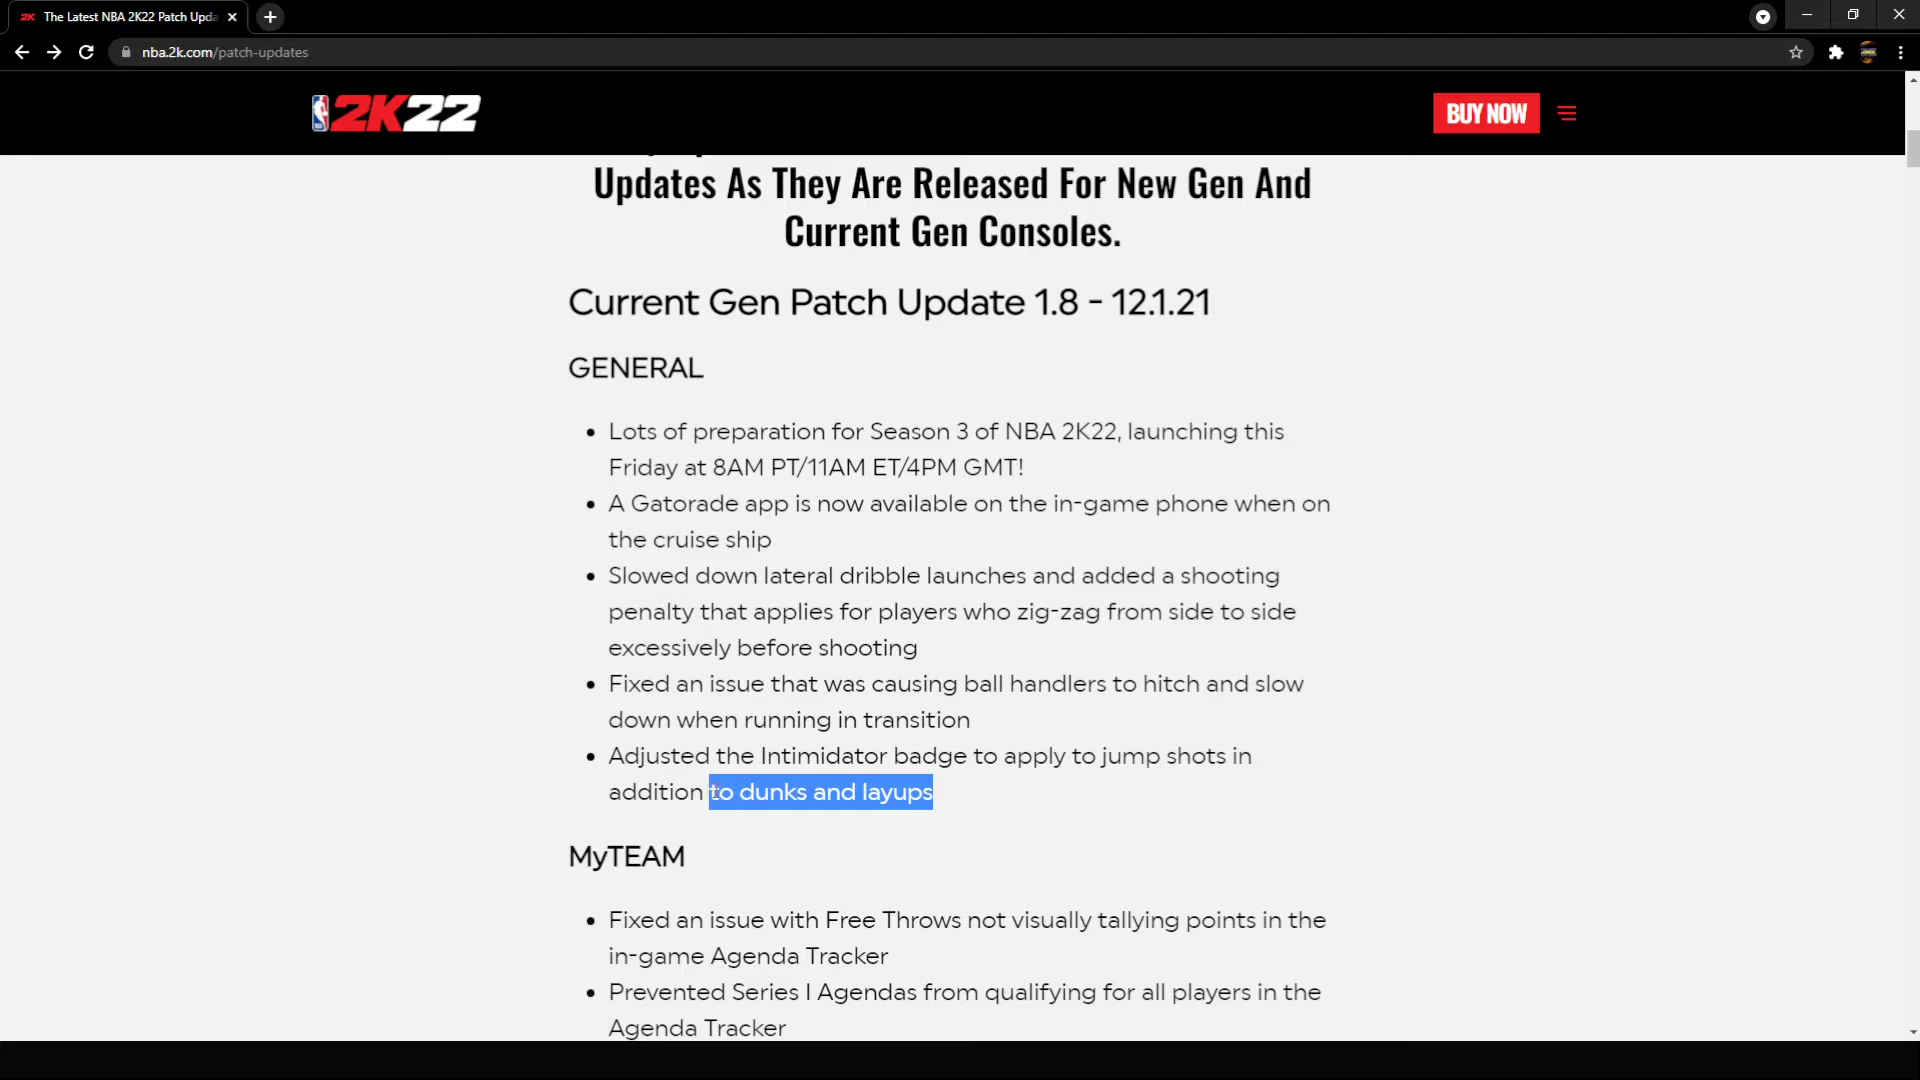 The Latest NBA 2K22 Patch Upda
nba.2k.com/patch-updates
2K22
BUY NOW
Updates As They Are Released For New Gen And
Current Gen Consoles.
Current Gen Patch Update 1.8 - 12.1.21
GENERAL
Lots of preparation for Season 3 of NBA 2K22, launching this
Friday at 8AM PT/11AM ET/4PM GMT!
A Gatorade app is now available on the in-game phone when on
the cruise ship
Slowed down lateral dribble launches and added a shooting
penalty that applies for players who zig-zag from side to side
excessively before shooting
Fixed an issue that was causing ball handlers to hitch and slow
down when running in transition
Adjusted the Intimidator badge to apply to jump shots in
addition to dunks and layups
MyTEAM
Fixed an issue with Free Throws not visually tallying points in the
in-game Agenda Tracker
Prevented Series I Agendas from qualifying for all players in the
Agenda Tracker